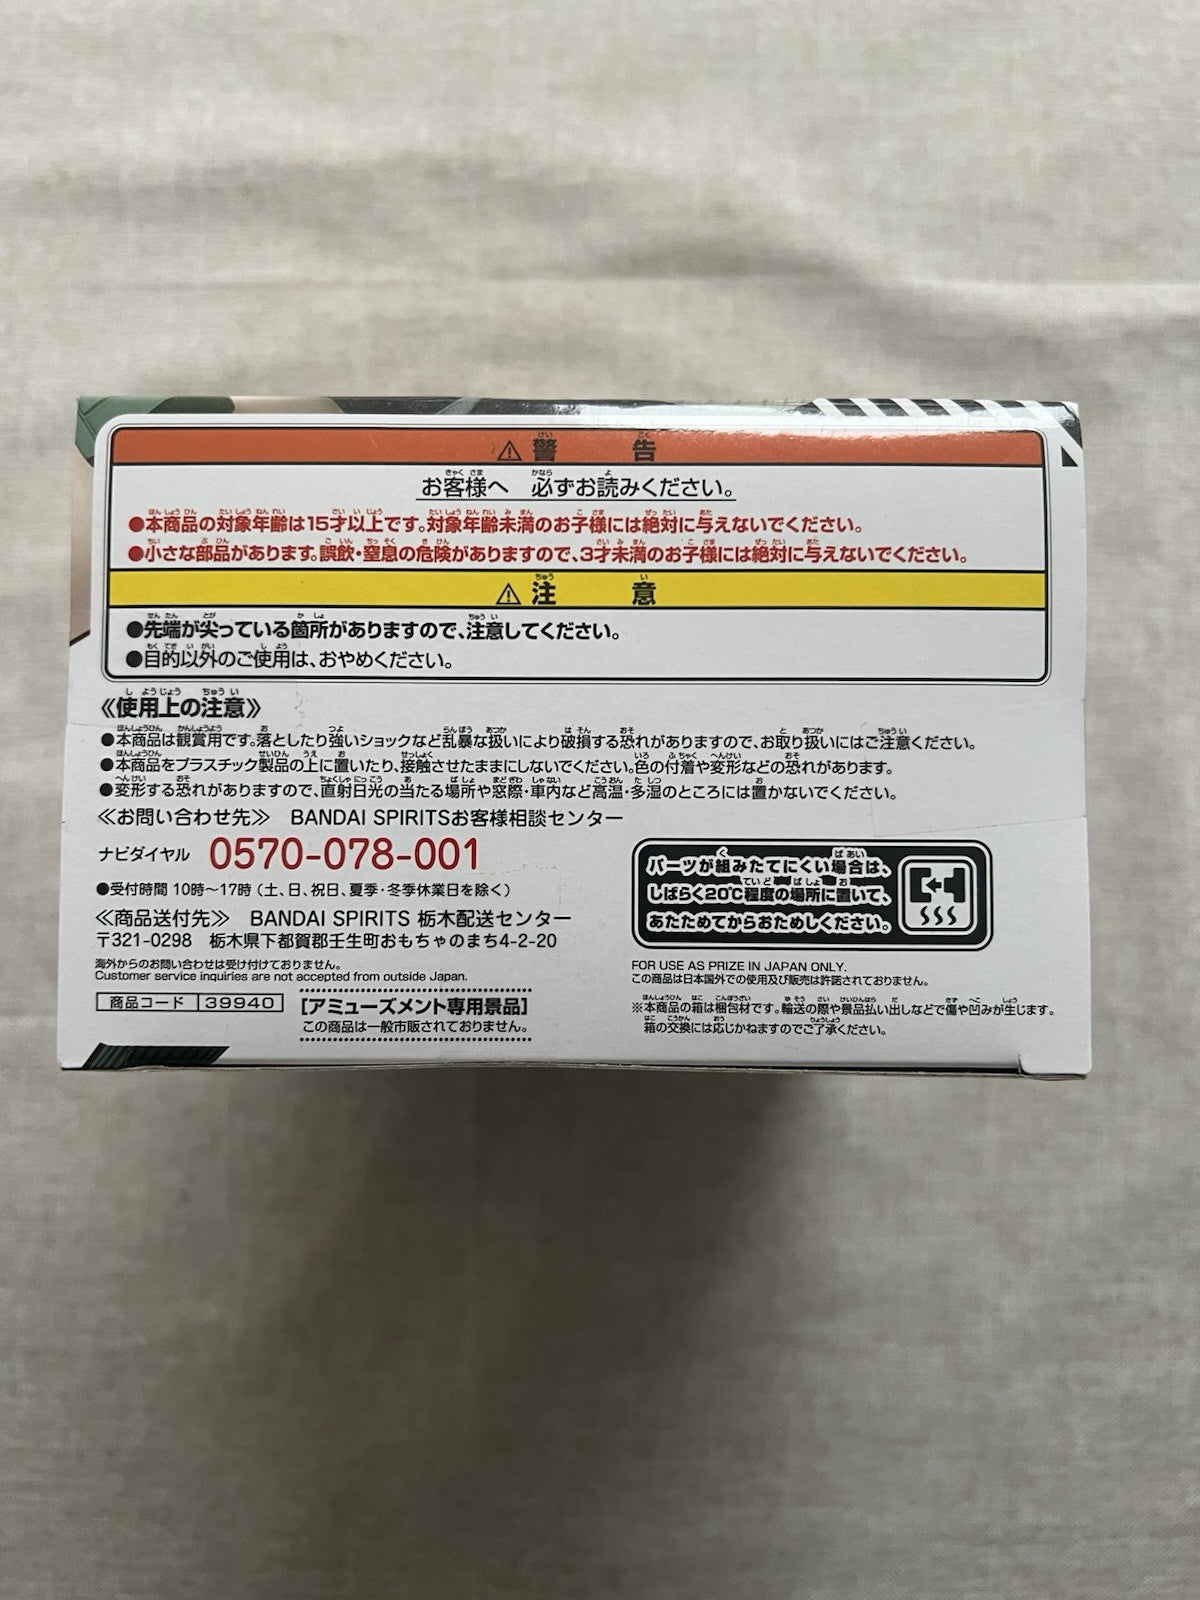 ⚠警告
お客様へ 必ずお読みください。
●本商品の対象年齢は15才以上です。対象年齢未満のお子様には絶対に与えないでください。
●小さな部品があります。誤飲・窒息の危険がありますので、3才未満のお子様には絶対に与えないでください。
⚠注意
●先端が尖っている箇所がありますので、注意してください。
●目的以外のご使用は、おやめください。
《使用上の注意》
●本商品は観賞用です。落としたり強いショックなど乱暴な扱いにより破損する恐れがありますので、お取り扱いにはご注意ください。
●本商品をプラスチック製品の上に置いたり、接触させたままにしないでください。色の付着や変形などの恐れがあります。
●変形する恐れがありますので、直射日光の当たる場所や窓際・車内など高温・多湿のところには置かないでください。
≪お問い合わせ先≫ BANDAI SPIRITSお客様相談センター
ナビダイヤル 0570-078-001
●受付時間 10時〜17時(土、日、祝日、夏季・冬季休業日を除く)
≪商品送付先≫ BANDAI SPIRITS 栃木配送センター
〒321-0298 栃木県下都賀郡壬生町おもちゃのまち4-2-20
海外からのお問い合わせは受け付けておりません。
Customer service inquiries are not accepted from outside Japan.
商品コード 39940
[アミューズメント専用景品]
この商品は一般市販されておりません。
パーツが組みたてにくい場合は、
しばらく20℃程度の場所に置いて、
あたためてからおためしください。
FOR USE AS PRIZE IN JAPAN ONLY.
この商品は日本国外での使用及び販売は許諾されておりません。
※本商品の箱は梱包材です。輸送の際や景品払い出しなどで傷や凹みが生じます。
箱の交換には応じかねますのでご了承ください。